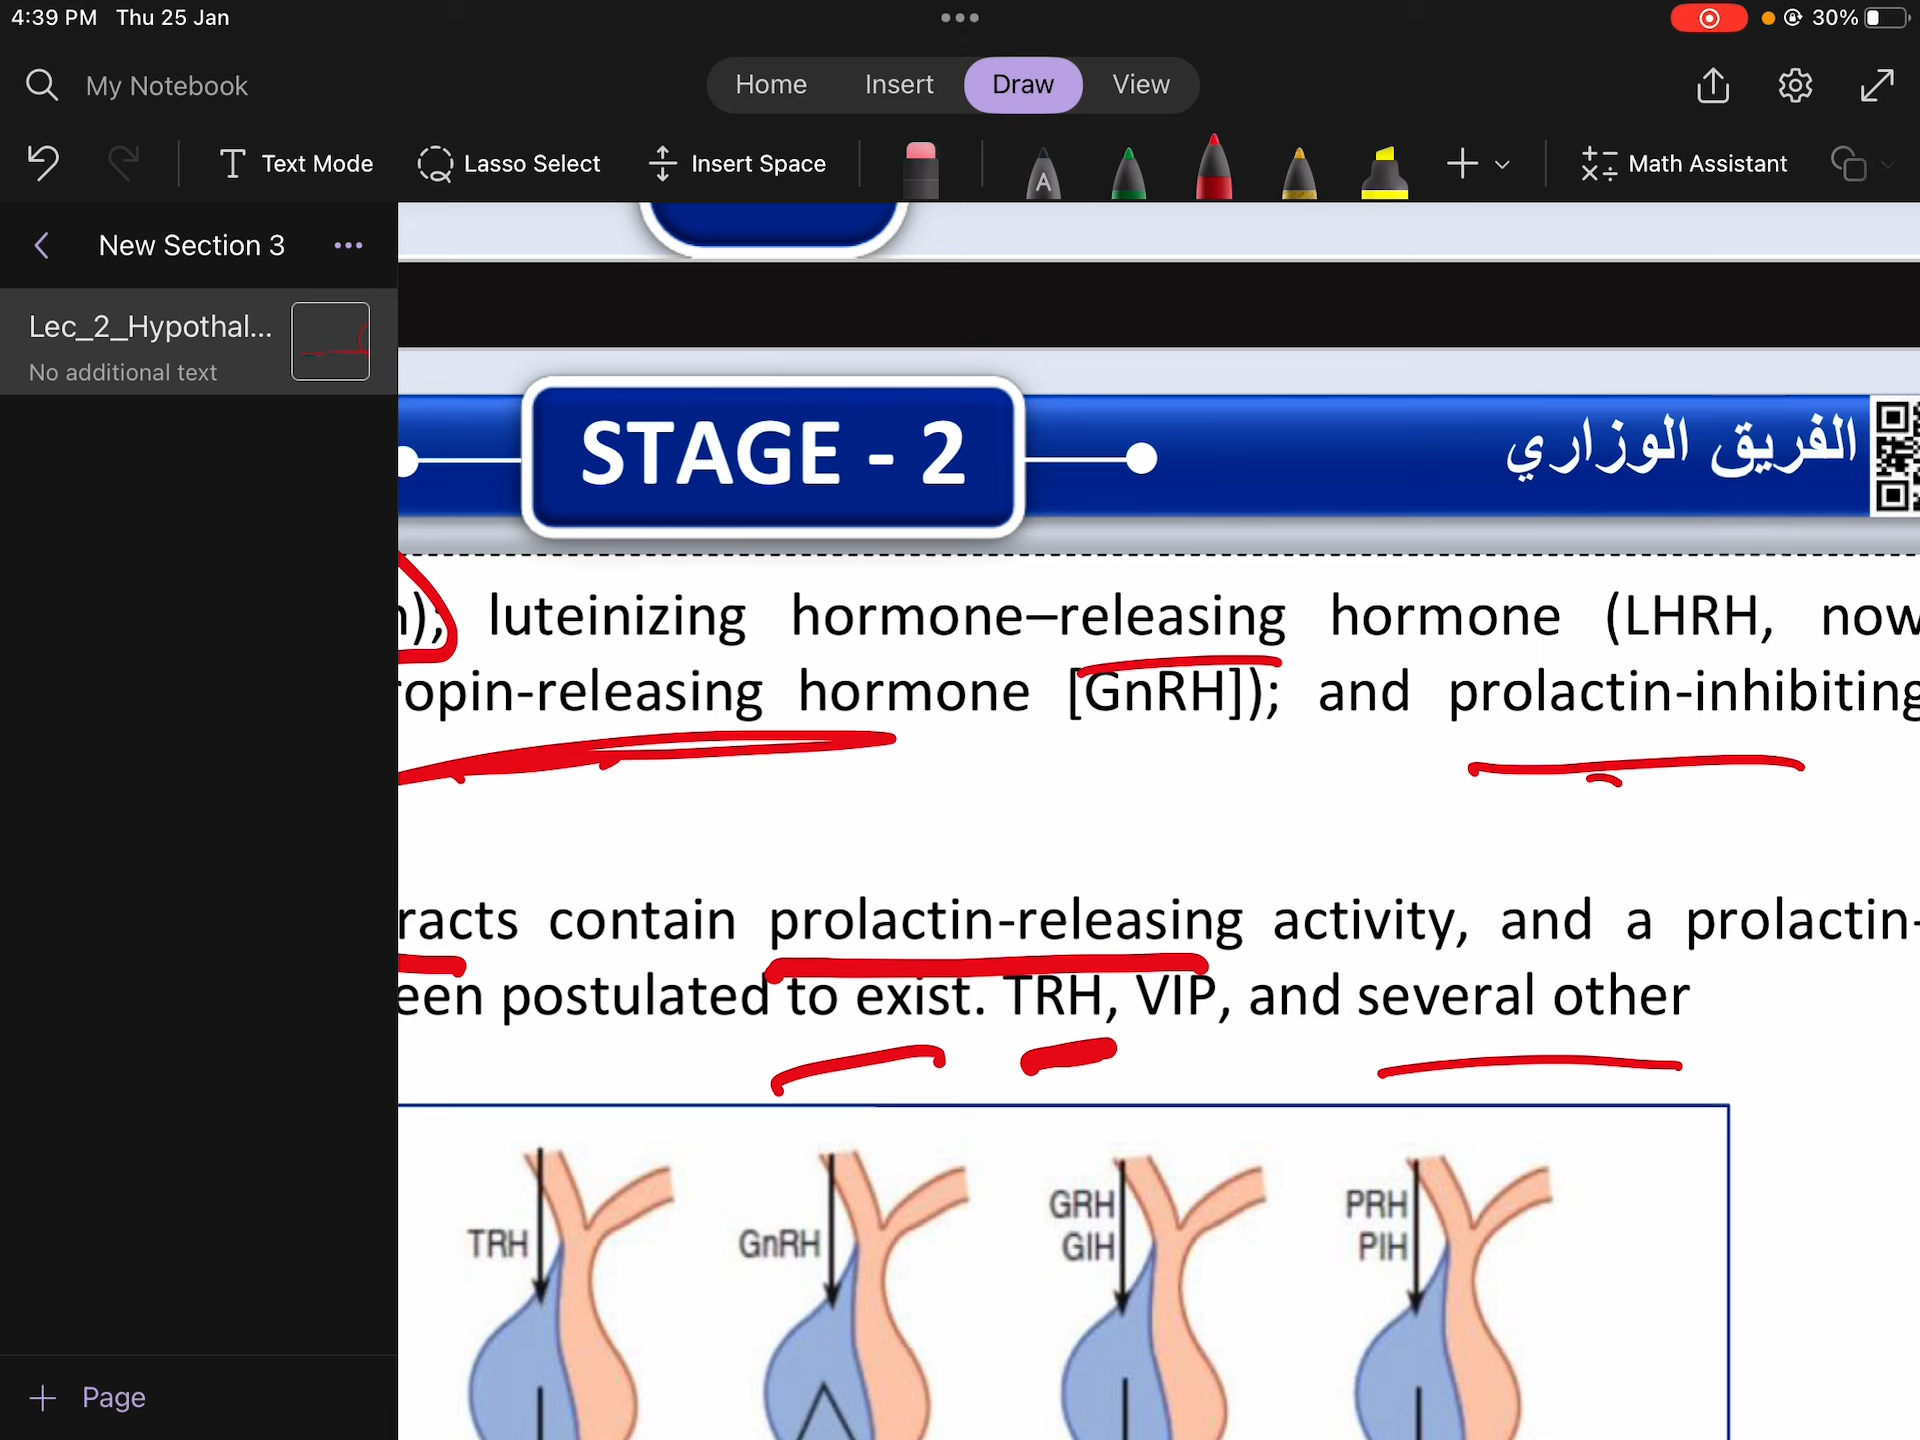 4:39 PM Thu 25 Jan
30%
My Notebook
Home Insert Draw View
Text Mode Lasso Select Insert Space
A
Math Assistant
New Section 3
Lec_2_Hypothal...
No additional text
STAGE - 2
الفريق الوزاري
n); luteinizing hormone–releasing hormone (LHRH, now
ropin-releasing hormone [GnRH]); and prolactin-inhibiting
racts contain prolactin-releasing activity, and a prolactin-
een postulated to exist. TRH, VIP, and several other
TRH GnRH GRH PRH
GIH PIH
Page